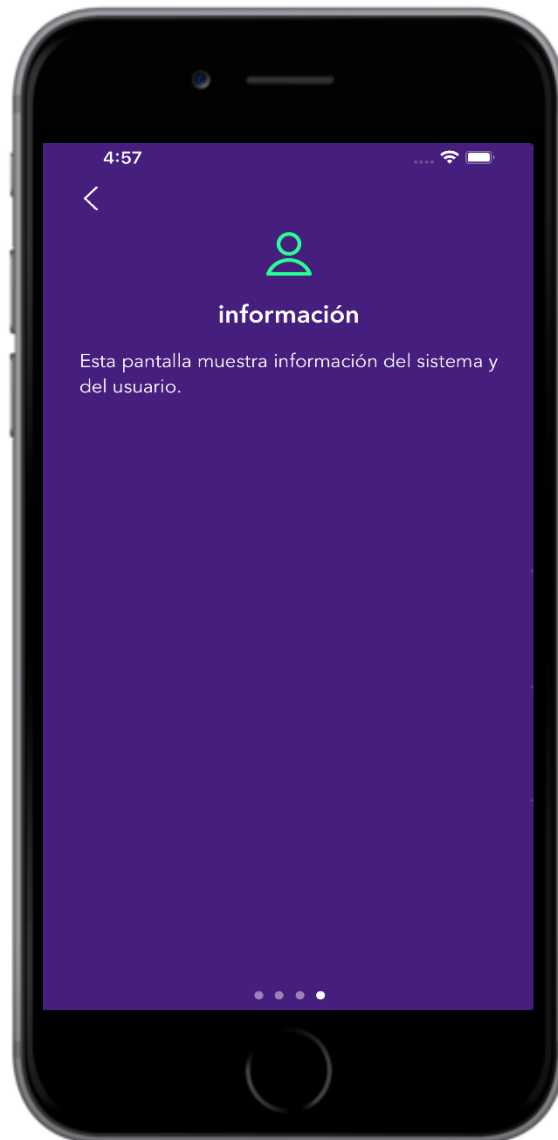 4:57
información
Esta pantalla muestra información del sistema y
del usuario.